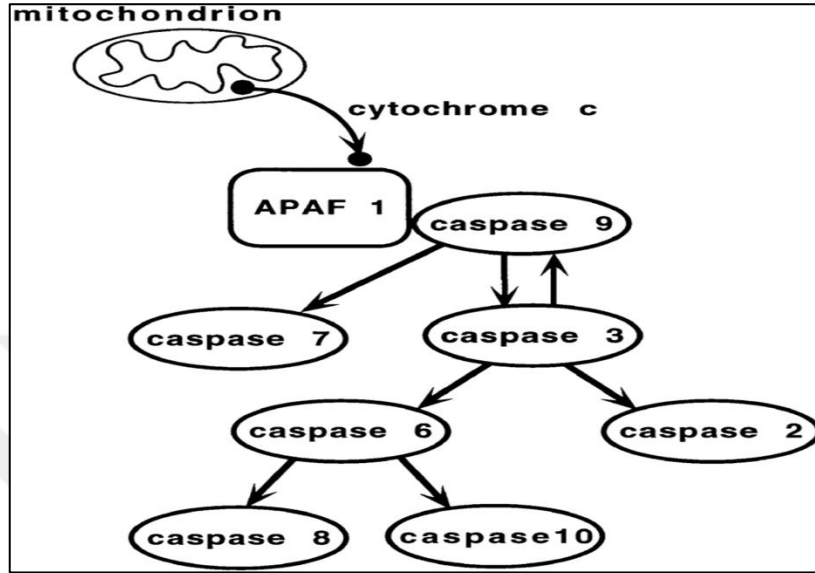 mitochondrion
cytochrome c
APAF 1
caspase 9
caspase 7
caspase 3
caspase 6
caspase 2
caspase 8
caspase10